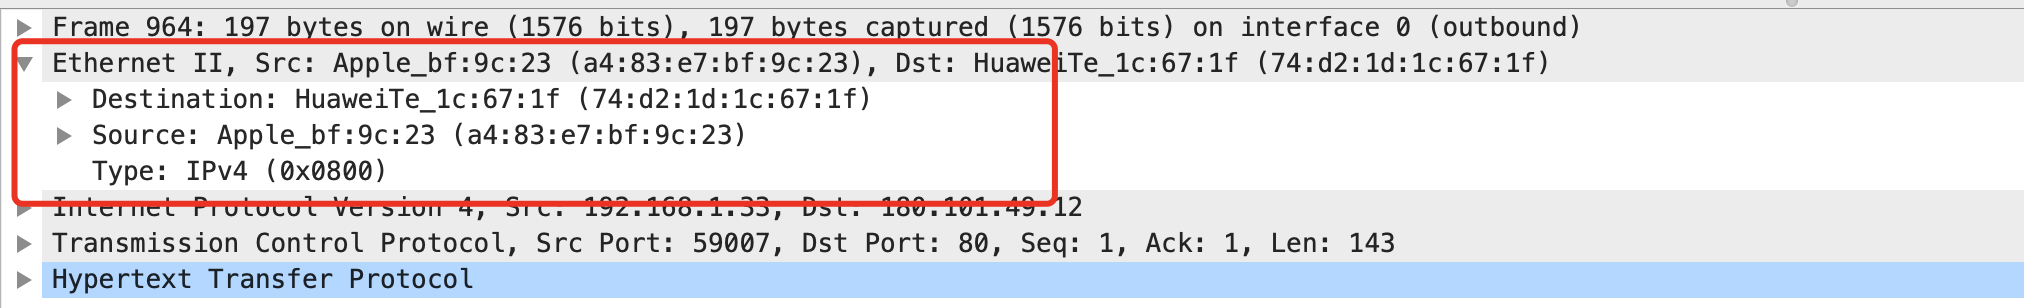 Frame 964: 197 bytes on wire (1576 bits), 197 bytes captured (1576 bits) on interface 0 (outbound)
Ethernet II, Src: Apple_bf:9c:23 (a4:83:e7:bf:9c:23), Dst: HuaweiTe_1c:67:1f (74:d2:1d:1c:67:1f)
Destination: HuaweiTe_1c:67:1f (74:d2:1d:1c:67:1f)
Source: Apple_bf:9c:23 (a4:83:e7:bf:9c:23)
Type: IPv4 (0x0800)
Internet Protocol Version 4, Src: 192.168.1.33, Dst: 180.101.49.12
Transmission Control Protocol, Src Port: 59007, Dst Port: 80, Seq: 1, Ack: 1, Len: 143
Hypertext Transfer Protocol